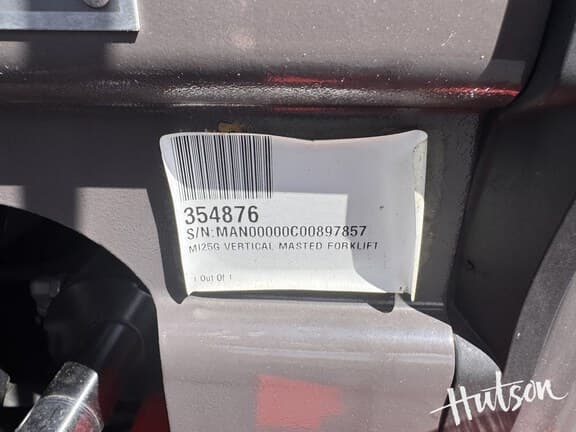 354876
S/N:MAN00000C00897857
MI25G VERTICAL MASTED FORKLIFT
1 Out Of 1
Hutson